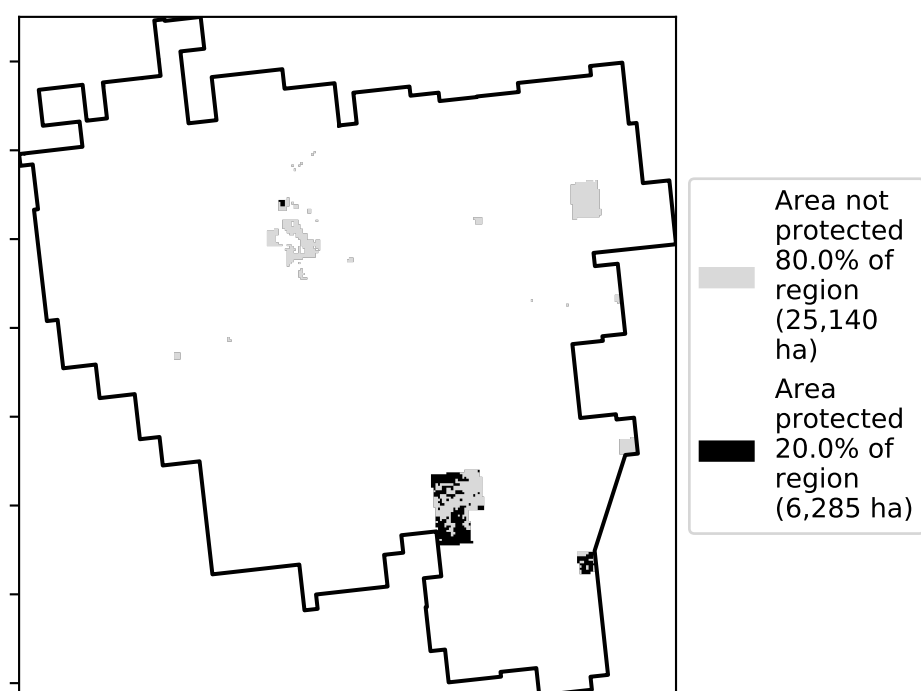 Area not
protected
80.0% of
region
(25,140
ha)
Area
protected
20.0% of
region
(6,285 ha)